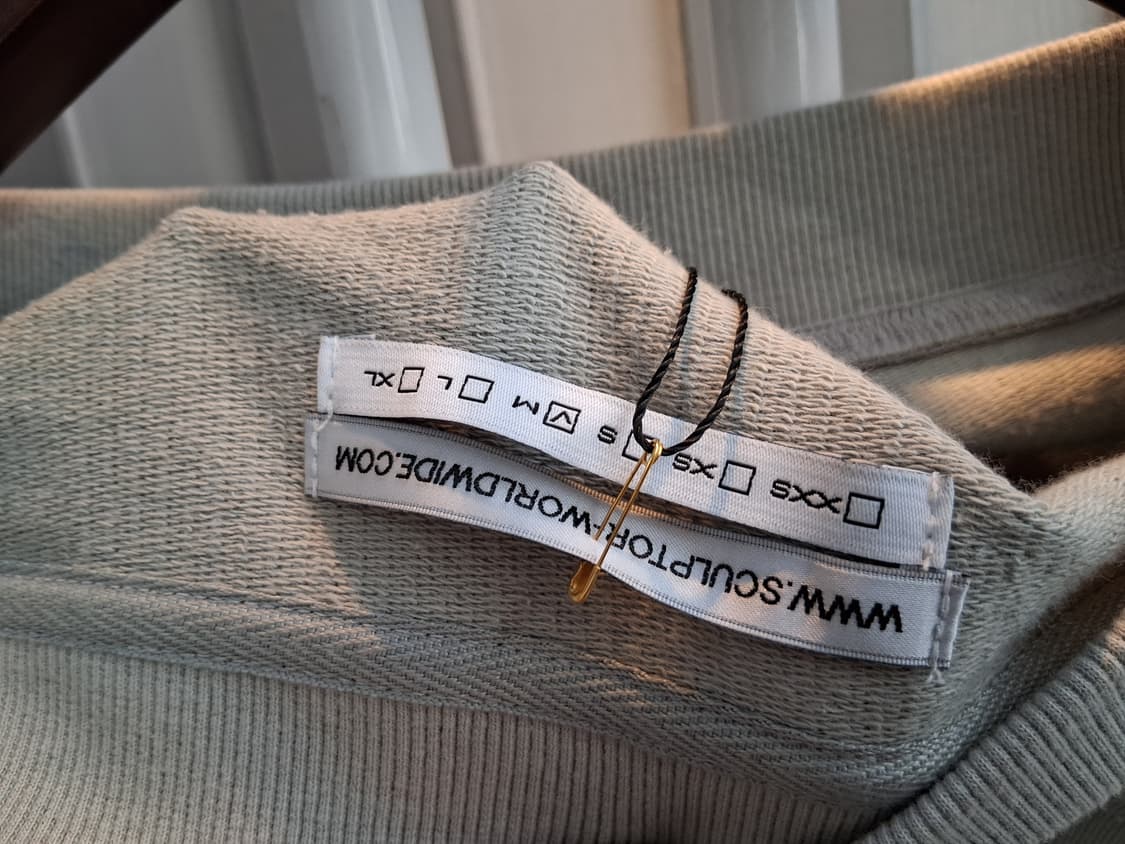 WWW.SCULPTOR-WORLDWIDE.COM
☐ XXS ☐ XS ☐ S ☑ M ☐ L ☐ XL